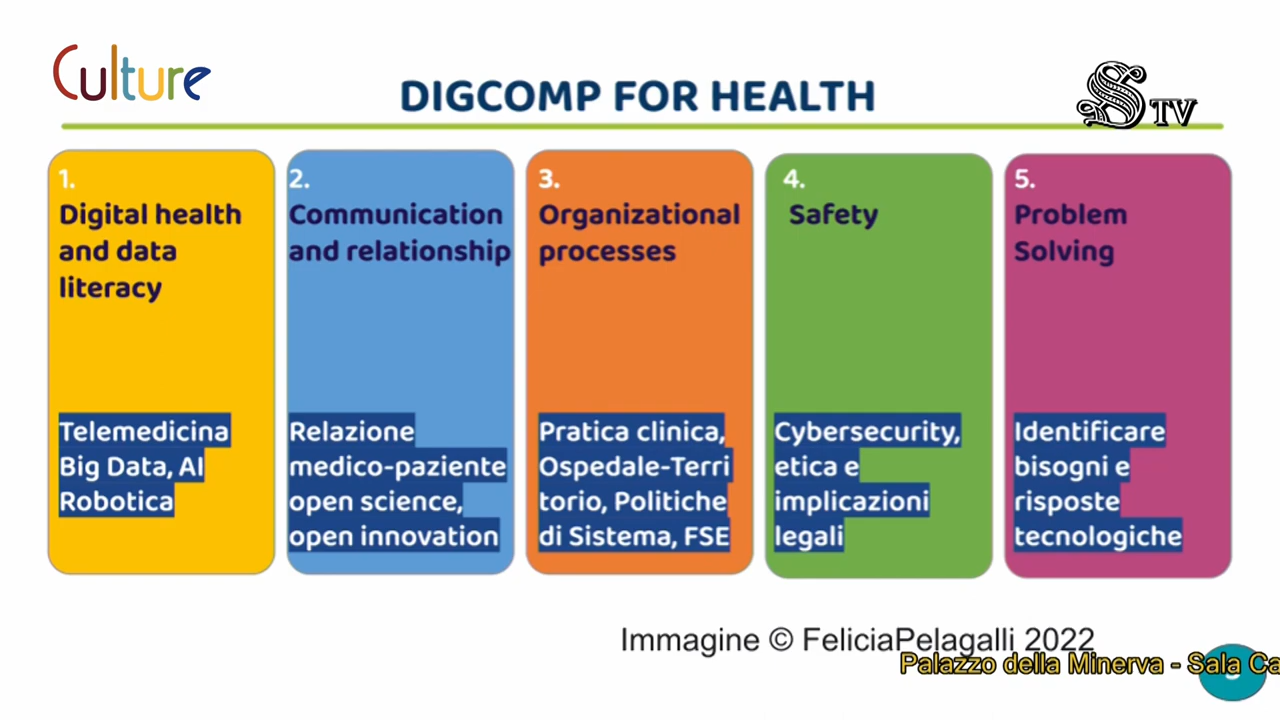 Culture
DIGCOMP FOR HEALTH
S TV
1.
Digital health
and data
literacy
Telemedicina
Big Data, AI
Robotica
2.
Communication
and relationship
Relazione
medico-paziente
open science,
open innovation
3.
Organizational
processes
Pratica clinica,
Ospedale-Terri
torio, Politiche
di Sistema, FSE
4.
Safety
Cybersecurity,
etica e
implicazioni
legali
5.
Problem
Solving
Identificare
bisogni e
risposte
tecnologiche
Immagine © FeliciaPelagalli 2022
Palazzo della Minerva - Sala Ca